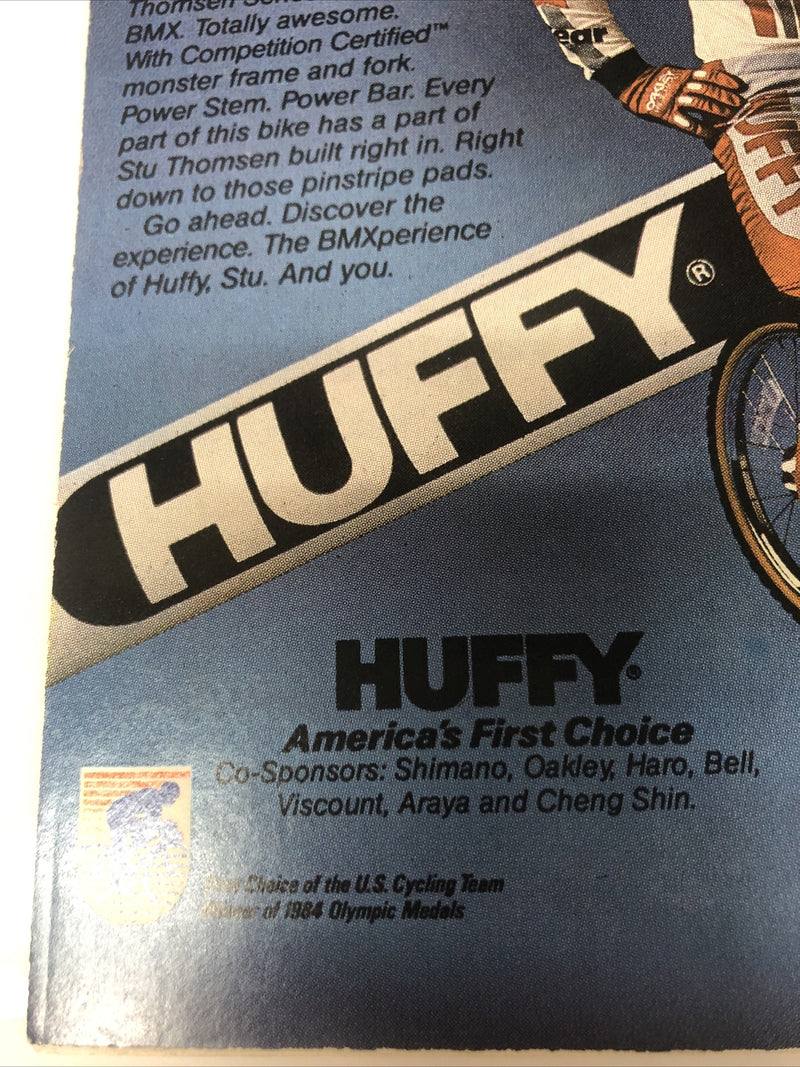 Thomsen
BMX. Totally awesome.
With Competition Certified™
monster frame and fork.
Power Stem. Power Bar. Every
part of this bike has a part of
Stu Thomsen built right in. Right
down to those pinstripe pads.
Go ahead. Discover the
experience. The BMXperience
of Huffy, Stu. And you.
ear
OAKLEY
HUFFY®
HUFFY®
America's First Choice
Co-Sponsors: Shimano, Oakley, Haro, Bell,
Viscount, Araya and Cheng Shin.
Choice of the U.S. Cycling Team
of 1984 Olympic Medals